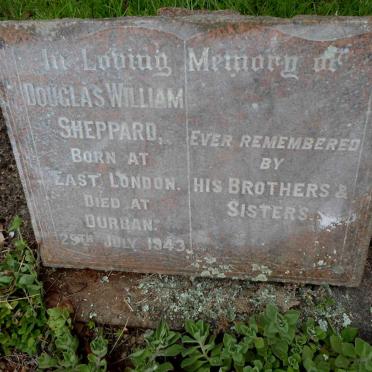 In Loving Memory of
DOUGLAS WILLIAM
SHEPPARD,
BORN AT
EAST LONDON.
DIED AT
DURBAN.
29TH JULY 1943.
EVER REMEMBERED
BY
HIS BROTHERS &
SISTERS.